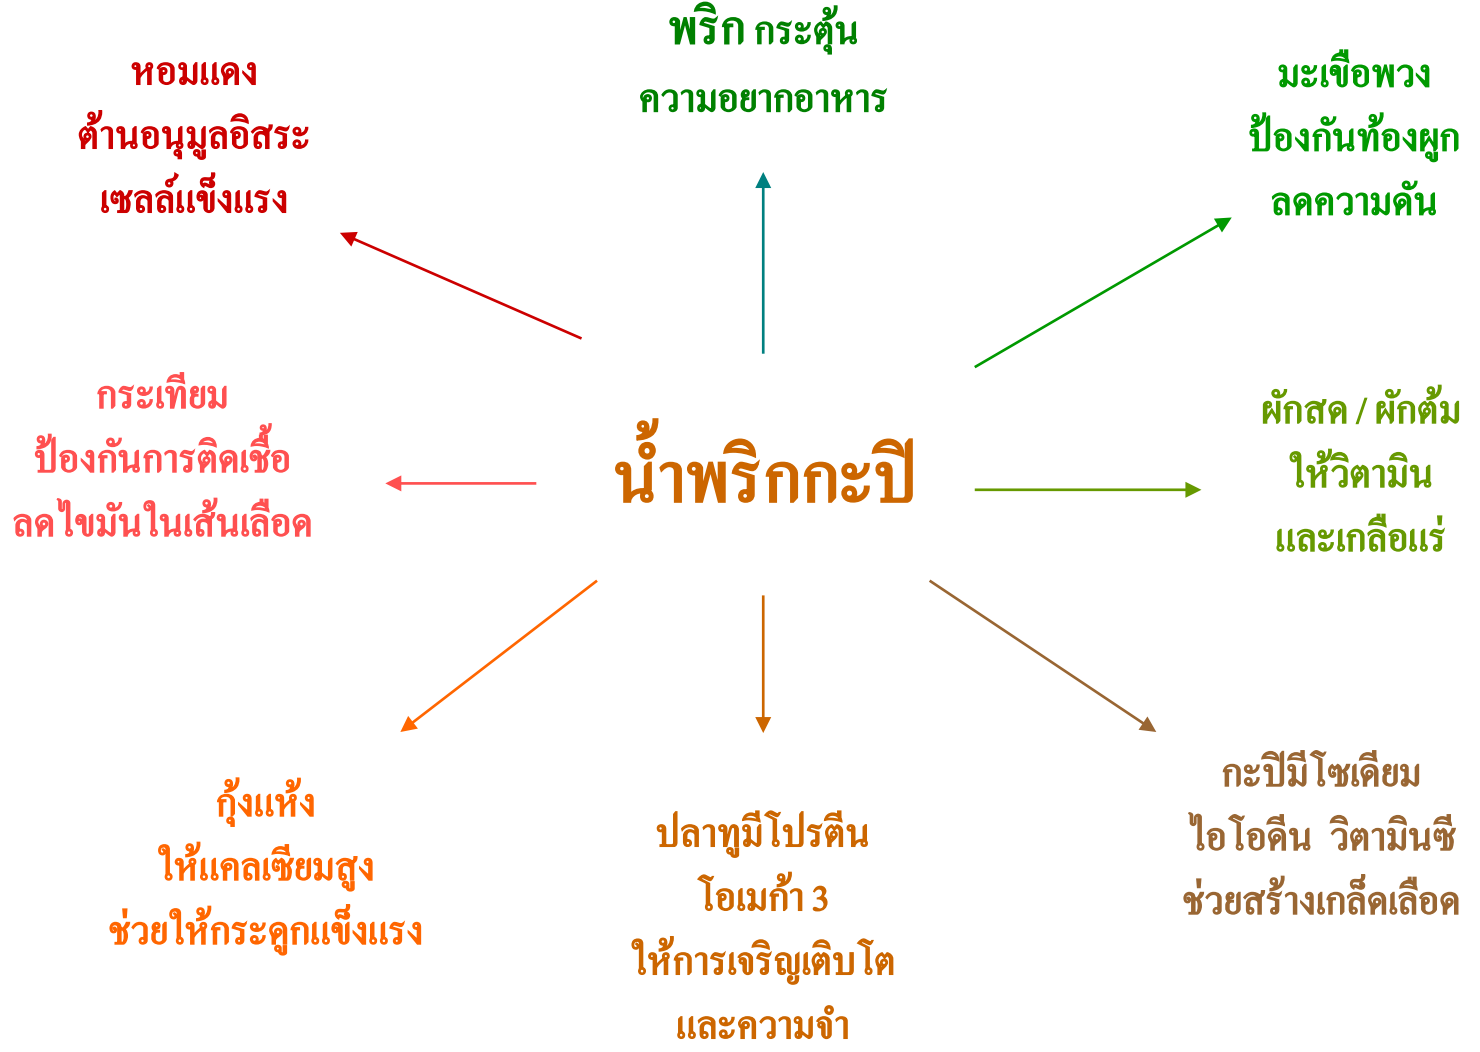 พริก กระตุ้น
ความอยากอาหาร
หอมแดง
ต้านอนุมูลอิสระ
เซลล์แข็งแรง
มะเขือพวง
ป้องกันท้องผูก
ลดความดัน
กระเทียม
ป้องกันการติดเชื้อ
ลดไขมันในเส้นเลือด
น้ำพริกกะปิ
ผักสด / ผักต้ม
ให้วิตามิน
และเกลือแร่
กุ้งแห้ง
ให้แคลเซียมสูง
ช่วยให้กระดูกแข็งแรง
ปลาทูมีโปรตีน
โอเมก้า 3
ให้การเจริญเติบโต
และความจำ
กะปิมีโซเดียม
ไอโอดีน วิตามินซี
ช่วยสร้างเกล็ดเลือด